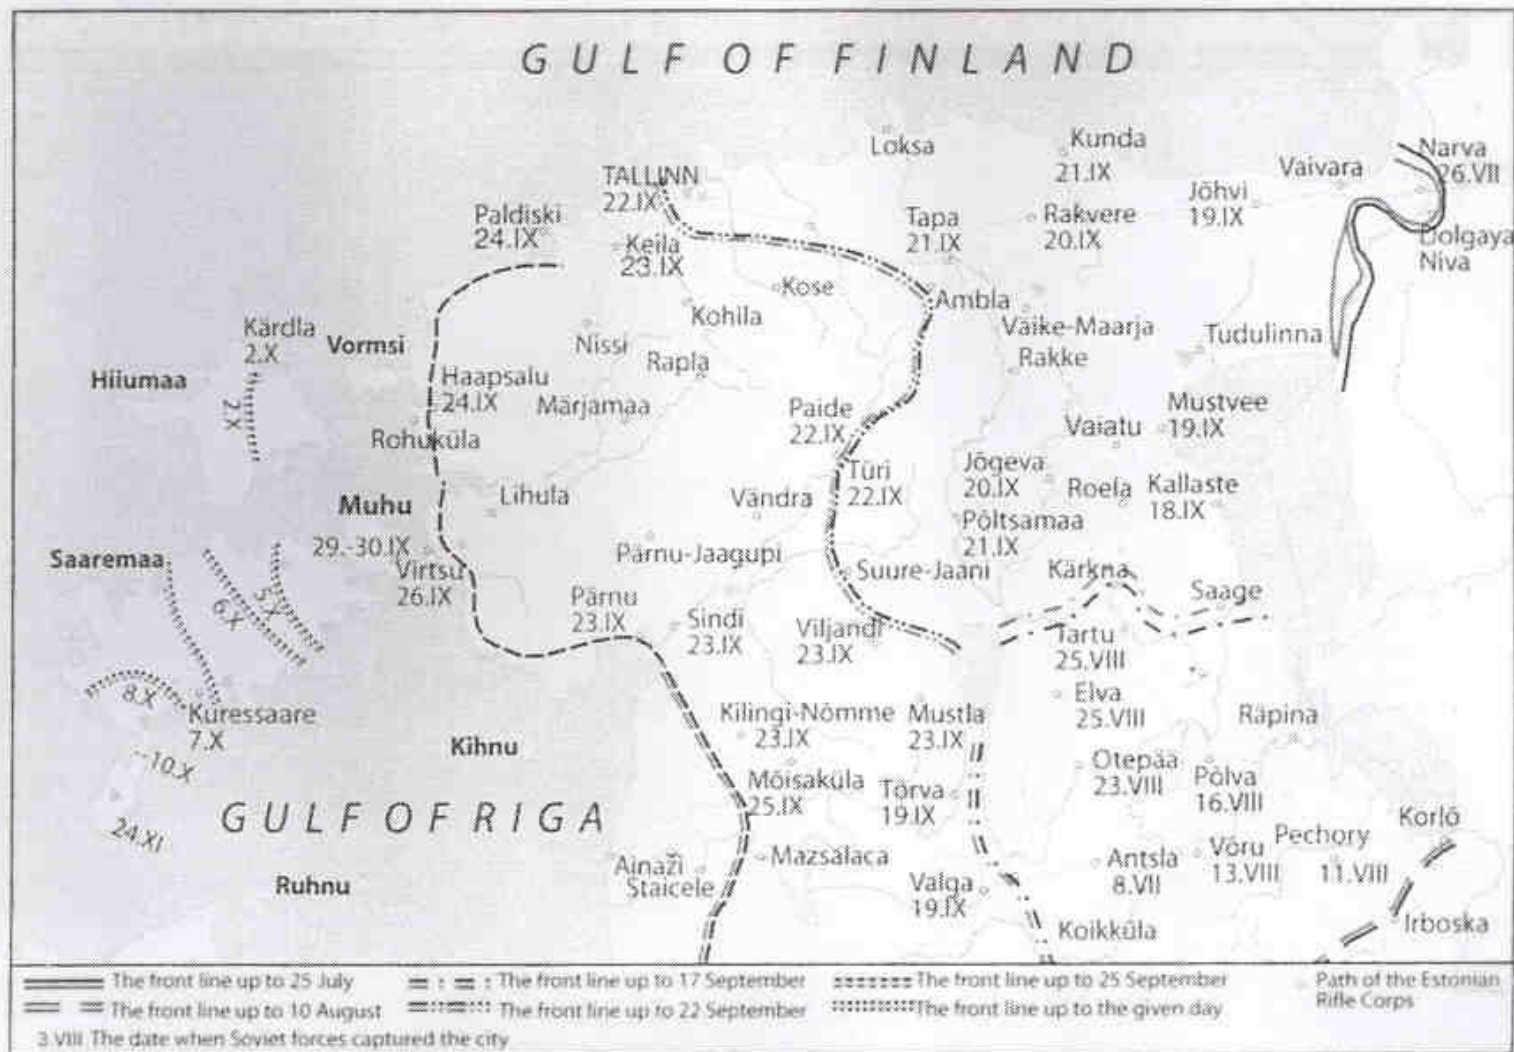 GULF OF FINLAND
Loksa
Kunda
21.IX
Narva
26.VII
Vaivara
TALLINN
22.IX
Jõhvi
19.IX
Paldiski
24.IX
Tapa
21.IX
Rakvere
20.IX
Keila
23.IX
Dolgaya
Niva
Kose
Ambla
Kohila
Väike-Maarja
Kärdla
2.X
Vormsi
Nissi
Tudulinna
Rapla
Rakke
Hiiumaa
Haapsalu
24.IX
2.X
Märjamaa
Paide
22.IX
Mustvee
19.IX
Rohuküla
Vaiatu
Türi
22.IX
Jõgeva
20.IX
Roela
Kallaste
18.IX
Muhu
Lihula
Vändra
Põltsamaa
21.IX
29.-30.IX
Saaremaa
Virtsu
26.IX
Pärnu-Jaagupi
Suure-Jaani
Kärkna
Saage
5.X
6.X
Pärnu
23.IX
Sindi
23.IX
Viljandi
23.IX
Tartu
25.VIII
8.X
Kuressaare
7.X
Elva
25.VIII
Kilingi-Nõmme
23.IX
Mustla
23.IX
Räpina
Kihnu
--10.X
Otepää
23.VIII
Põlva
16.VIII
Mõisaküla
25.IX
Tõrva
19.IX
GULF OF RIGA
24.XI
Korlõ
Pechory
11.VIII
Võru
13.VIII
Antsla
8.VII
Ainaži
Staicele
Mazsalaca
Ruhnu
Valga
19.IX
Koikküla
Irboska
The front line up to 25 July
The front line up to 17 September
The front line up to 25 September
Path of the Estonian
Rifle Corps
The front line up to 10 August
The front line up to 22 September
The front line up to the given day
3.VIII The date when Soviet forces captured the city